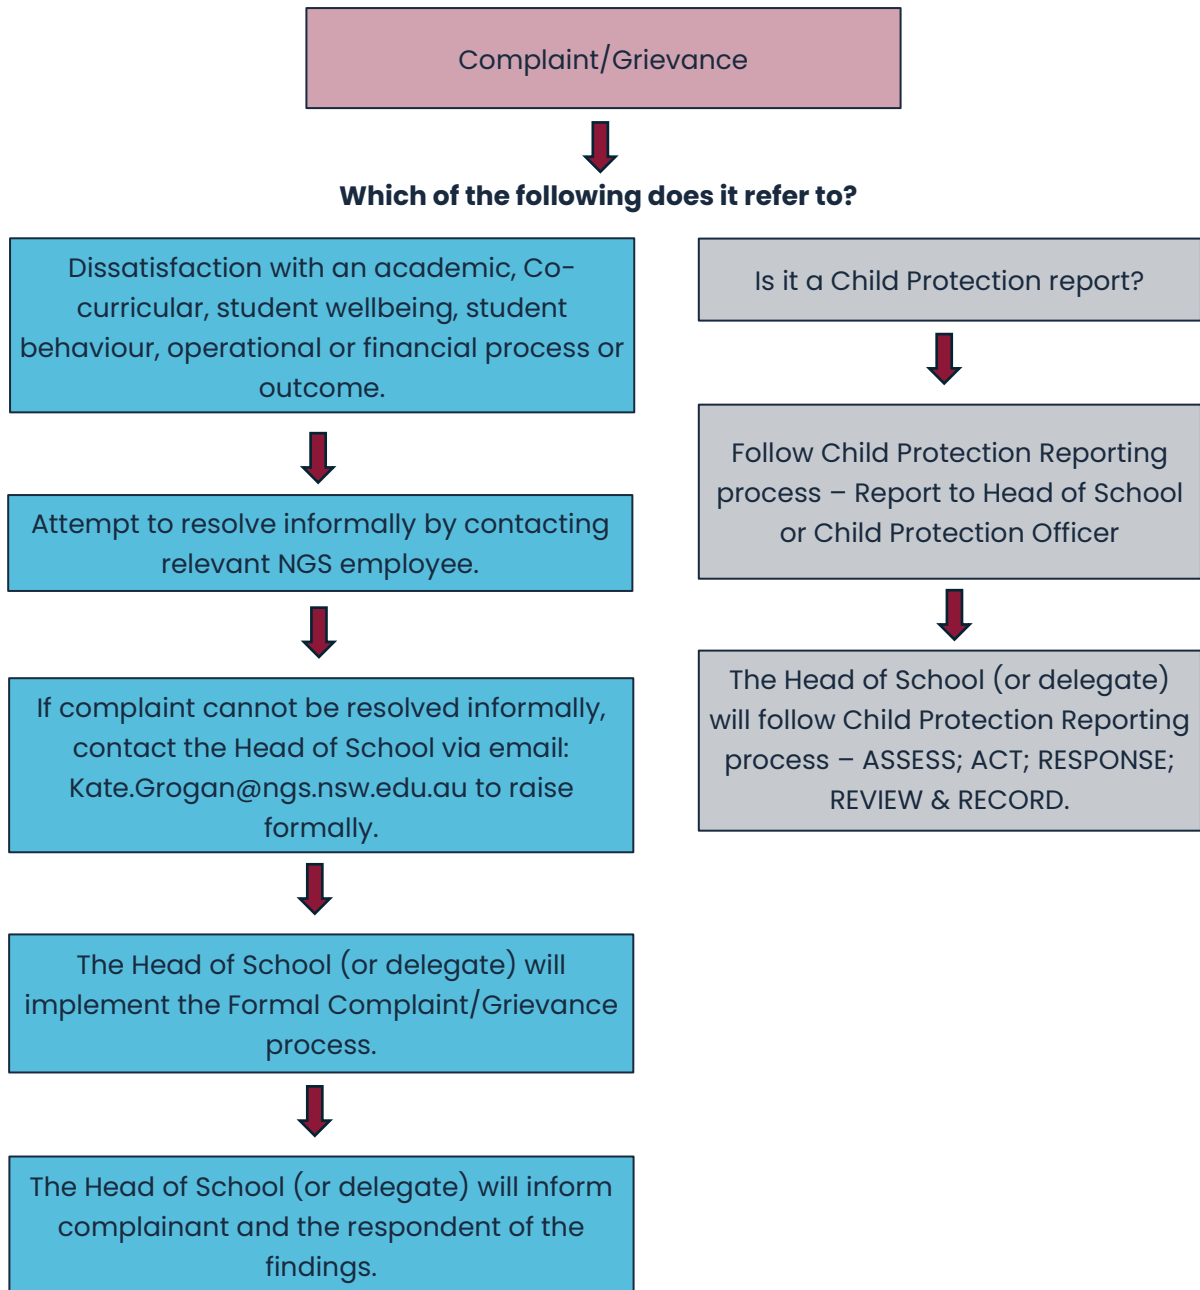 Complaint/Grievance
Which of the following does it refer to?
Dissatisfaction with an academic, Co-
curricular, student wellbeing, student
behaviour, operational or financial process or
outcome.
Attempt to resolve informally by contacting
relevant NGS employee.
If complaint cannot be resolved informally,
contact the Head of School via email:
Kate.Grogan@ngs.nsw.edu.au to raise
formally.
The Head of School (or delegate) will
implement the Formal Complaint/Grievance
process.
The Head of School (or delegate) will inform
complainant and the respondent of the
findings.
Is it a Child Protection report?
Follow Child Protection Reporting
process – Report to Head of School
or Child Protection Officer
The Head of School (or delegate)
will follow Child Protection Reporting
process – ASSESS; ACT; RESPONSE;
REVIEW & RECORD.